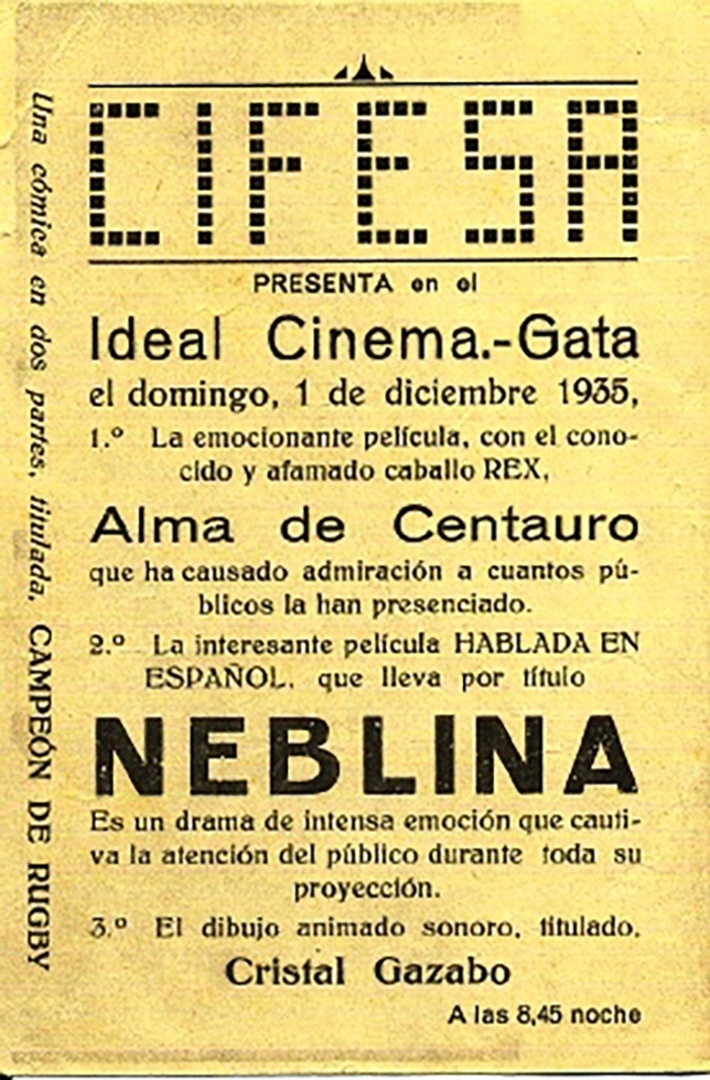 CIFESA
PRESENTA en el
Ideal Cinema.-Gata
el domingo, 1 de diciembre 1935,
1.º La emocionante película, con el cono-
cido y afamado caballo REX,
Alma de Centauro
que ha causado admiración a cuantos pú-
blicos la han presenciado.
2.º La interesante película HABLADA EN
ESPAÑOL, que lleva por título
NEBLINA
Es un drama de intensa emoción que cauti-
va la atención del público durante toda su
proyección.
3.º El dibujo animado sonoro, titulado,
Cristal Gazabo
A las 8,45 noche
Una cómica en dos partes, titulada, CAMPEÓN DE RUGBY